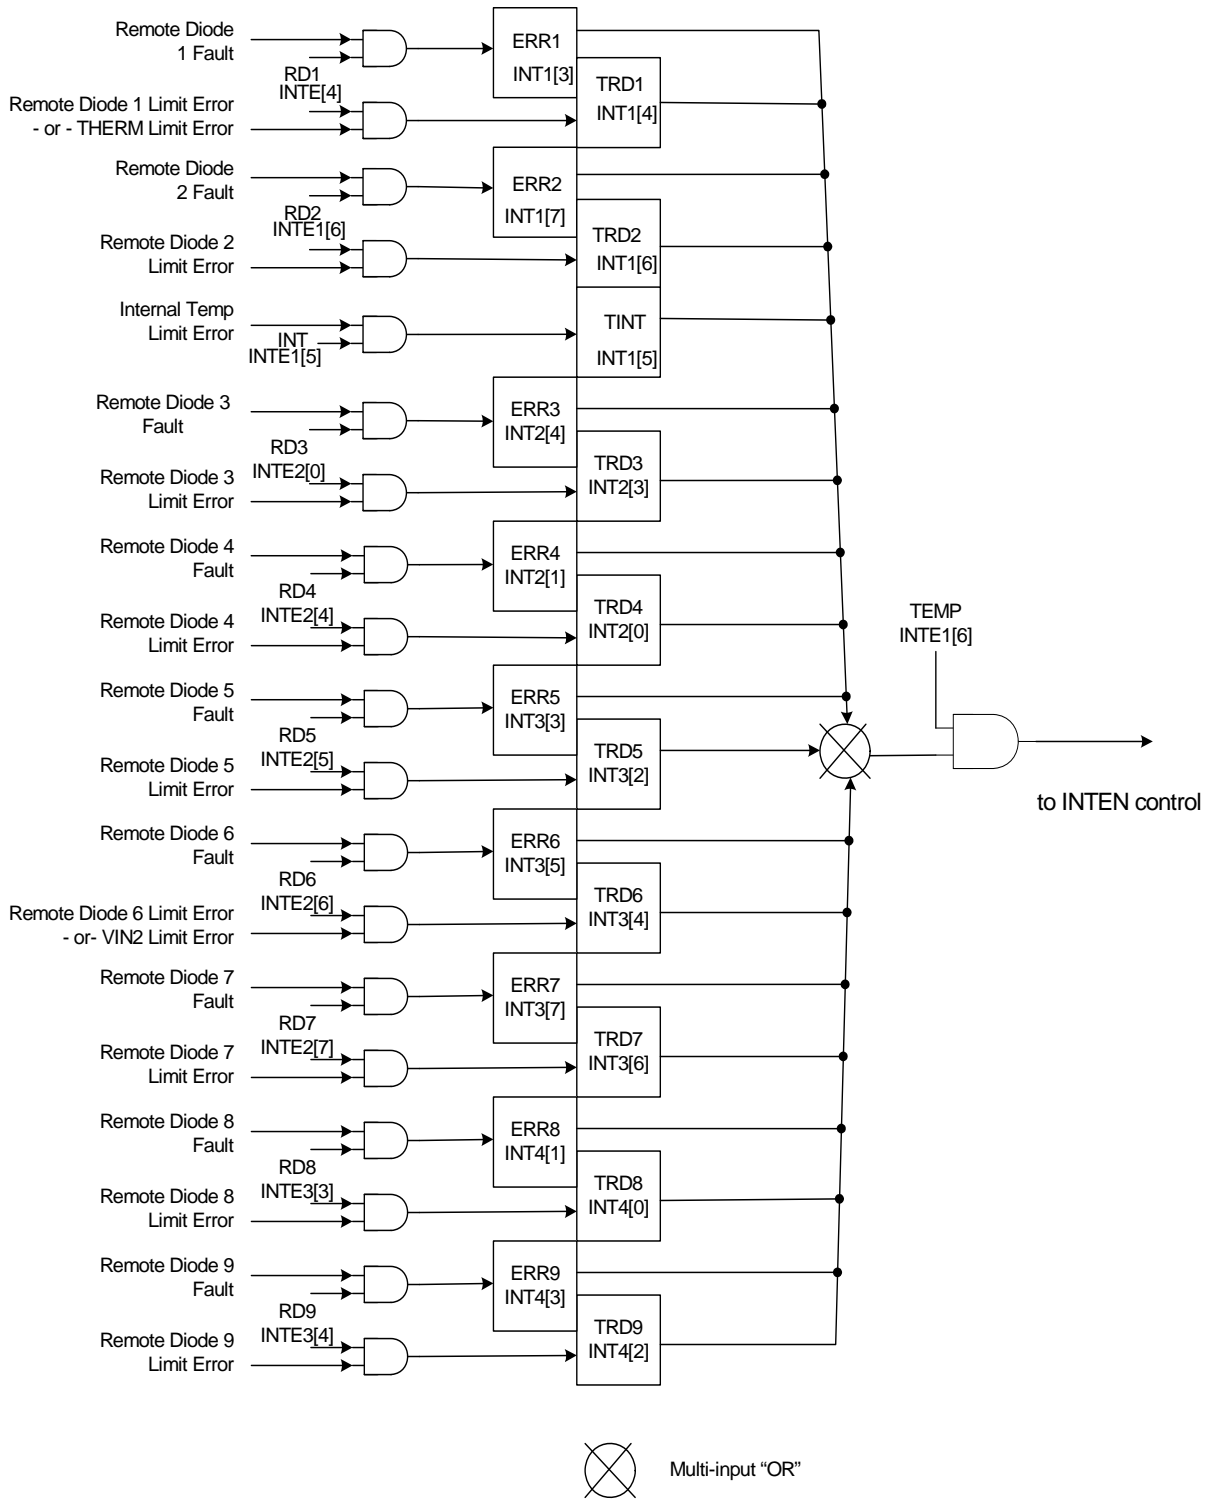 Remote Diode
1 Fault
ERR1
INT1[3]
RD1
INTE[4]
TRD1
INT1[4]
Remote Diode 1 Limit Error
- or - THERM Limit Error
Remote Diode
2 Fault
ERR2
INT1[7]
RD2
INTE1[6]
TRD2
INT1[6]
Remote Diode 2
Limit Error
Internal Temp
Limit Error
INT
INTE1[5]
TINT
INT1[5]
Remote Diode 3
Fault
ERR3
INT2[4]
RD3
INTE2[0]
TRD3
INT2[3]
Remote Diode 3
Limit Error
Remote Diode 4
Fault
ERR4
INT2[1]
RD4
INTE2[4]
TRD4
INT2[0]
Remote Diode 4
Limit Error
TEMP
INTE1[6]
Remote Diode 5
Fault
ERR5
INT3[3]
RD5
INTE2[5]
TRD5
INT3[2]
Remote Diode 5
Limit Error
to INTEN control
Remote Diode 6
Fault
ERR6
INT3[5]
RD6
INTE2[6]
TRD6
INT3[4]
Remote Diode 6 Limit Error
- or- VIN2 Limit Error
Remote Diode 7
Fault
ERR7
INT3[7]
RD7
INTE2[7]
TRD7
INT3[6]
Remote Diode 7
Limit Error
Remote Diode 8
Fault
ERR8
INT4[1]
RD8
INTE3[3]
TRD8
INT4[0]
Remote Diode 8
Limit Error
Remote Diode 9
Fault
ERR9
INT4[3]
RD9
INTE3[4]
TRD9
INT4[2]
Remote Diode 9
Limit Error
Multi-input “OR”